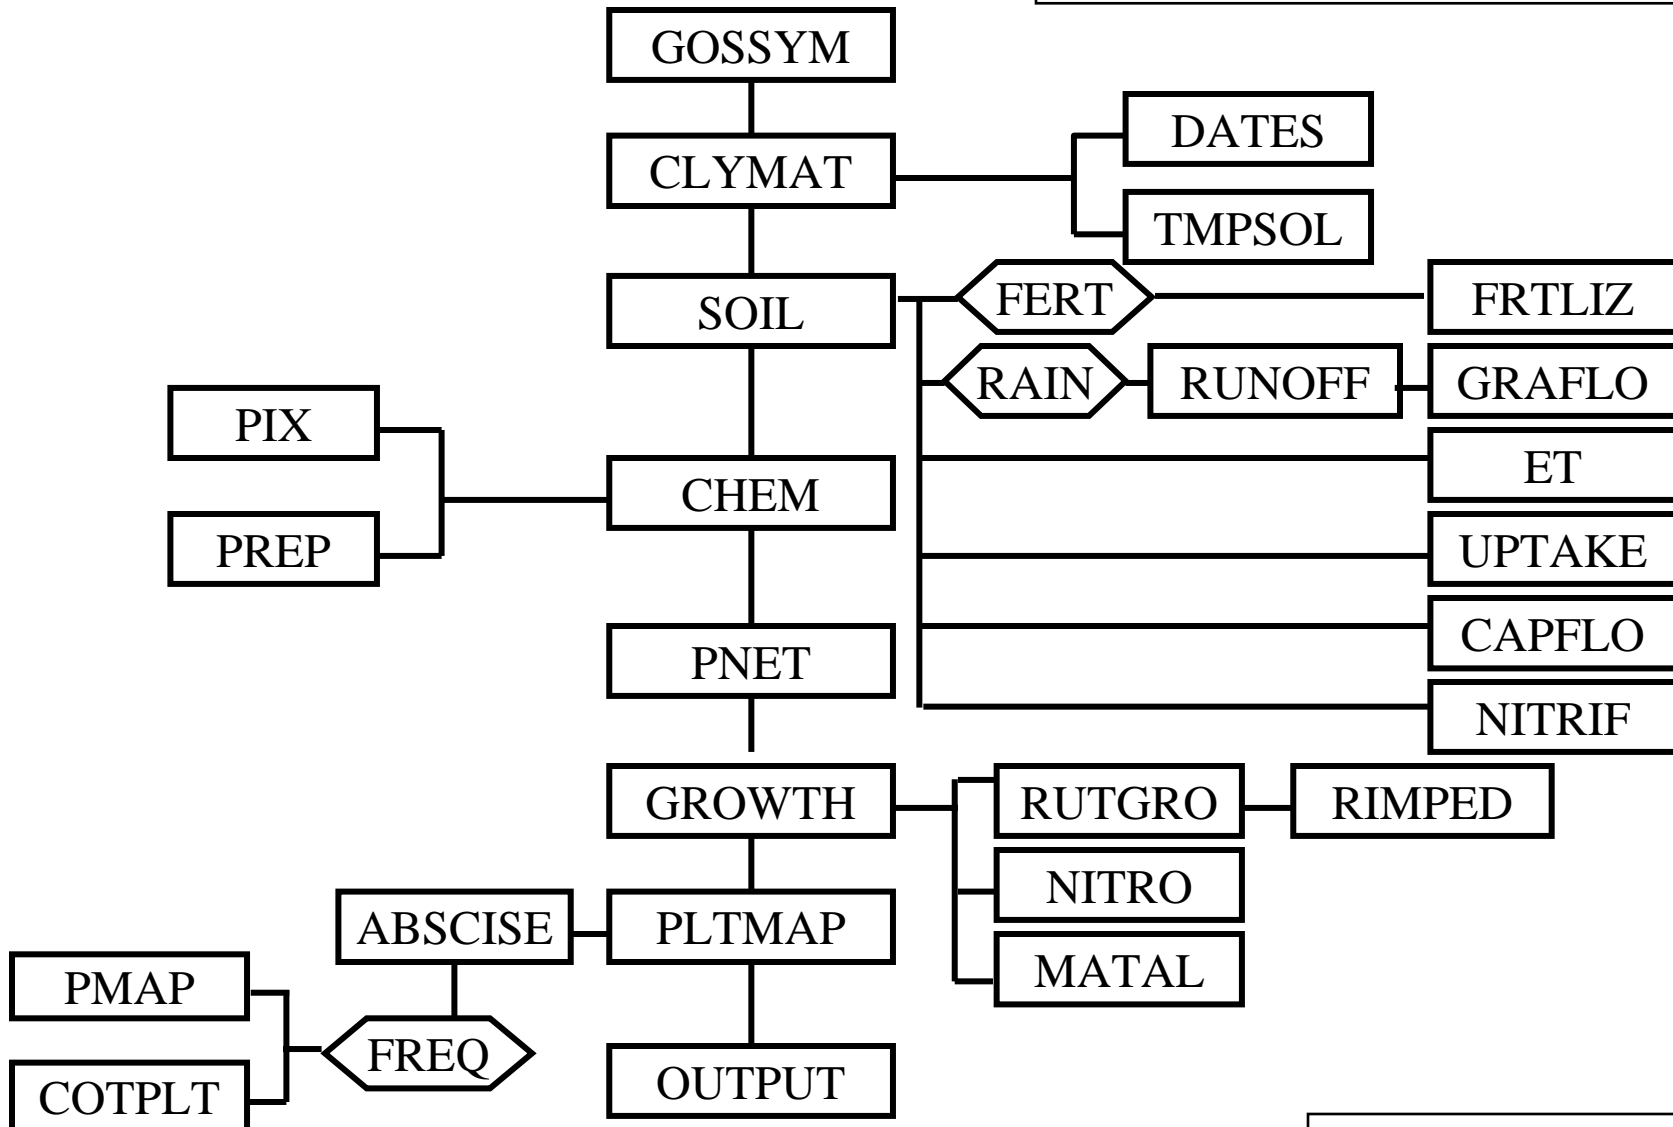 GOSSYM
DATES
CLYMAT
TMPSOL
FERT
FRTLIZ
SOIL
RAIN
RUNOFF
GRAFLO
PIX
ET
CHEM
PREP
UPTAKE
CAPFLO
PNET
NITRIF
GROWTH
RUTGRO
RIMPED
NITRO
ABSCISE
PLTMAP
MATAL
PMAP
FREQ
OUTPUT
COTPLT